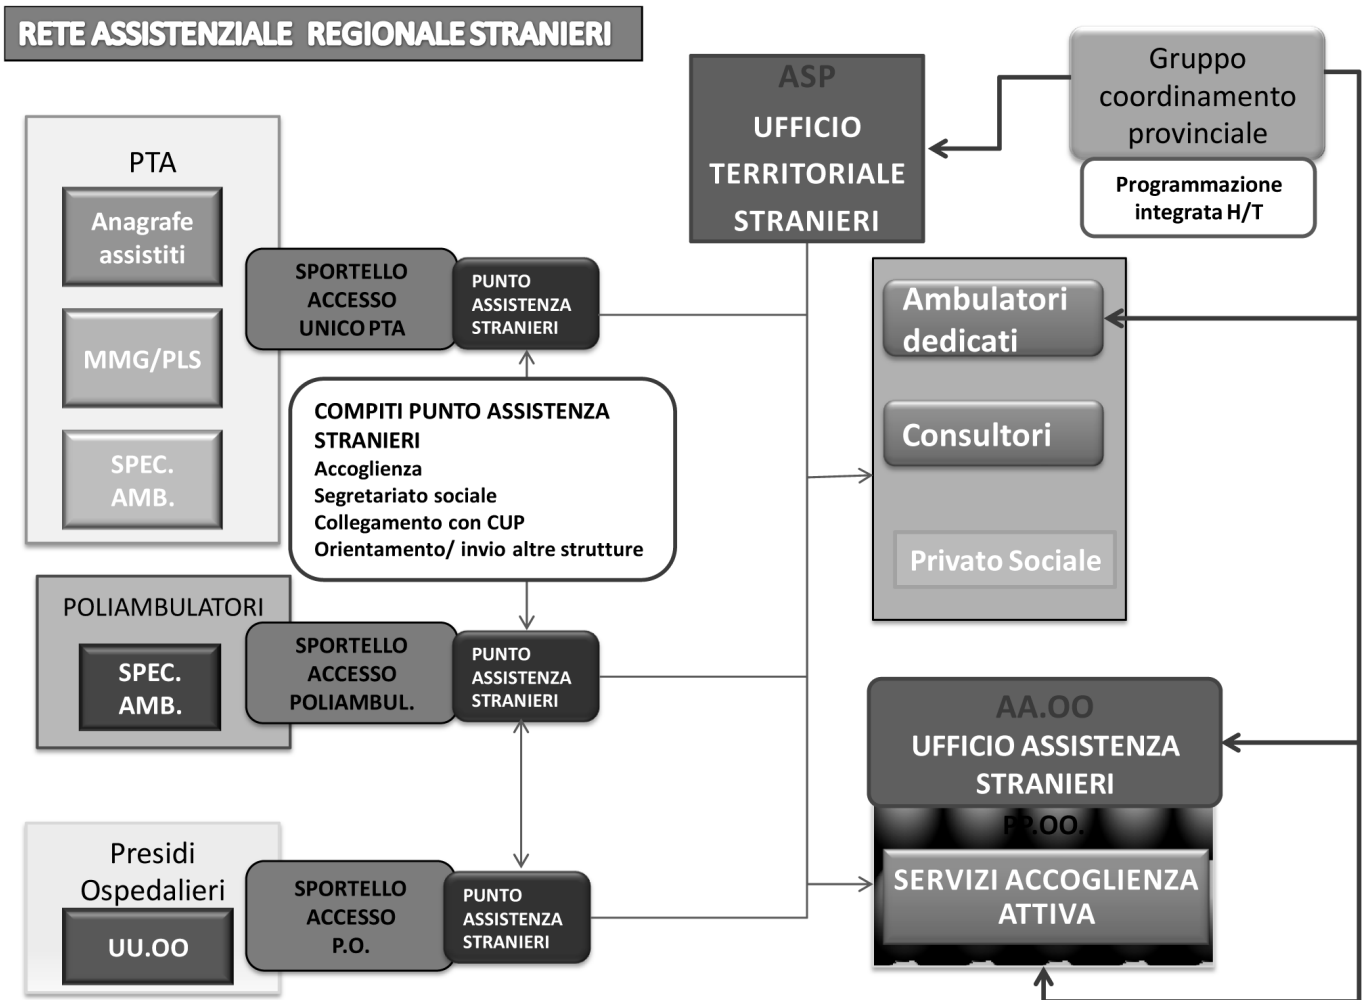 RETE ASSISTENZIALE REGIONALE STRANIERI
PTA
Anagrafe
assistiti
MMG/PLS
SPEC.
AMB.
SPORTELLO
ACCESSO
UNICO PTA
PUNTO
ASSISTENZA
STRANIERI
COMPITI PUNTO ASSISTENZA
STRANIERI
Accoglienza
Segretariato sociale
Collegamento con CUP
Orientamento/ invio altre strutture
POLIAMBULATORI
SPEC.
AMB.
SPORTELLO
ACCESSO
POLIAMBUL.
PUNTO
ASSISTENZA
STRANIERI
Presidi
Ospedalieri
UU.OO
SPORTELLO
ACCESSO
P.O.
PUNTO
ASSISTENZA
STRANIERI
ASP
UFFICIO
TERRITORIALE
STRANIERI
Gruppo
coordinamento
provinciale
Programmazione
integrata H/T
Ambulatori
dedicati
Consultori
Privato Sociale
AA.OO
UFFICIO ASSISTENZA
STRANIERI
PP.OO.
SERVIZI ACCOGLIENZA
ATTIVA